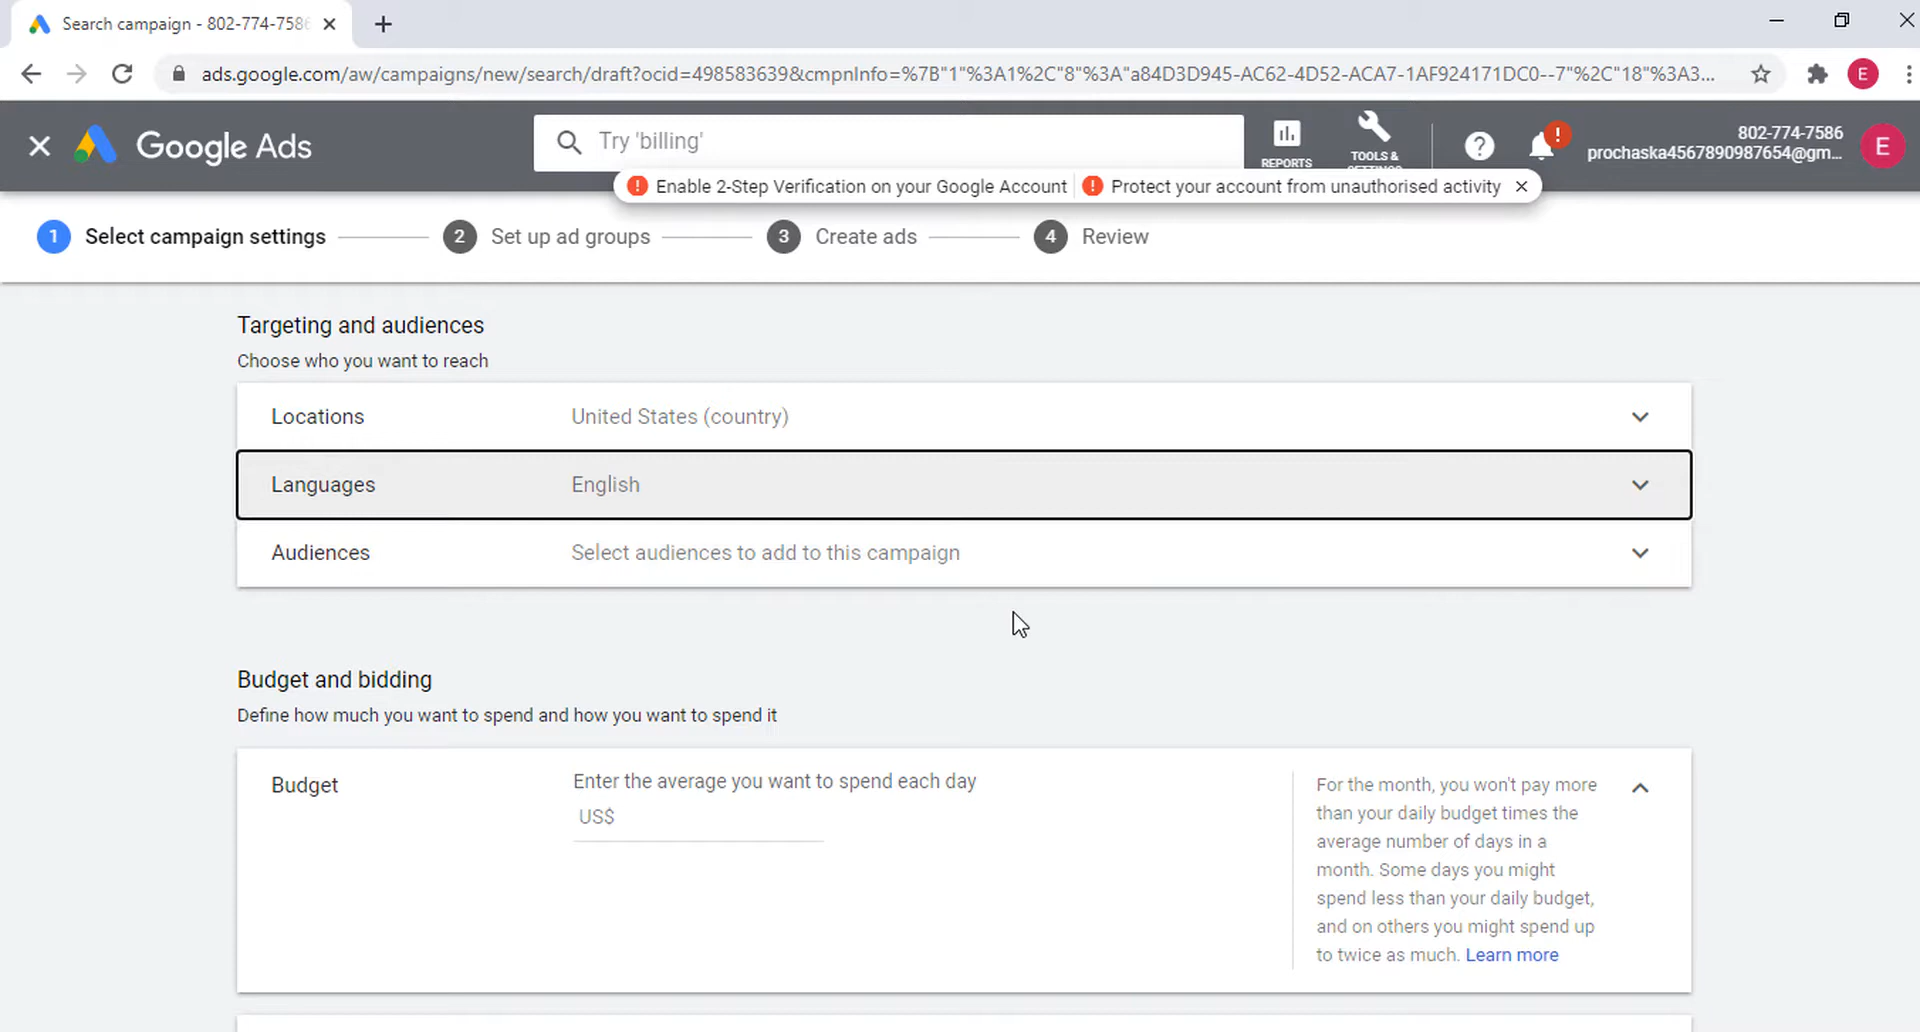 Search campaign - 802-774-7586
ads.google.com/aw/campaigns/new/search/draft?ocid=498583639&cmpnInfo=%7B"1"%3A1%2C"8"%3A"a84D3D945-AC62-4D52-ACA7-1AF924171DC0--7"%2C"18"%3A3...
E
Google Ads
Try 'billing'
REPORTS
TOOLS &
SETTINGS
802-774-7586
prochaska4567890987654@gm...
E
Enable 2-Step Verification on your Google Account
Protect your account from unauthorised activity
1 Select campaign settings
2 Set up ad groups
3 Create ads
4 Review
Targeting and audiences
Choose who you want to reach
Locations United States (country)
Languages English
Audiences Select audiences to add to this campaign
Budget and bidding
Define how much you want to spend and how you want to spend it
Budget
Enter the average you want to spend each day
US$
For the month, you won't pay more
than your daily budget times the
average number of days in a
month. Some days you might
spend less than your daily budget,
and on others you might spend up
to twice as much. Learn more